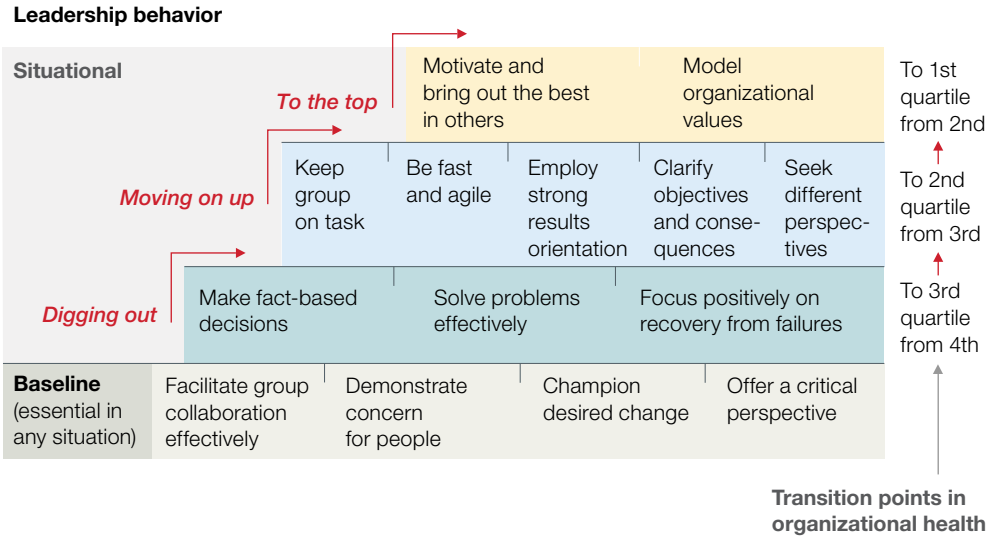 Leadership behavior
Situational
To the top
Motivate and
bring out the best
in others
Model
organizational
values
To 1st
quartile
from 2nd
Moving on up
Keep
group
on task
Be fast
and agile
Employ
strong
results
orientation
Clarify
objectives
and conse-
quences
Seek
different
perspec-
tives
To 2nd
quartile
from 3rd
Digging out
Make fact-based
decisions
Solve problems
effectively
Focus positively on
recovery from failures
To 3rd
quartile
from 4th
Baseline
(essential in
any situation)
Facilitate group
collaboration
effectively
Demonstrate
concern
for people
Champion
desired change
Offer a critical
perspective
Transition points in
organizational health